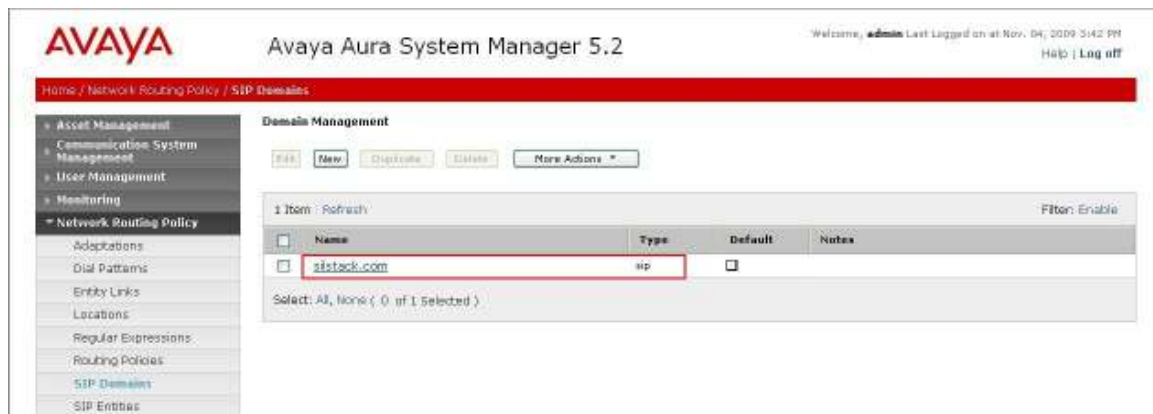 AVAYA
Avaya Aura System Manager 5.2
Welcome, admin Last Logged on at Nov. 04, 2009 3:42 PM
Help | Log off
Home / Network Routing Policy / SIP Domains
Asset Management
Communication System Management
User Management
Monitoring
Network Routing Policy
Adaptations
Dial Patterns
Entity Links
Locations
Regular Expressions
Routing Policies
SIP Domains
SIP Entities
Domain Management
Edit New Duplicate Delete More Actions
1 Item Refresh
Filter: Enable
Name Type Default Notes
silstack.com sip
Select: All, None ( 0 of 1 Selected )